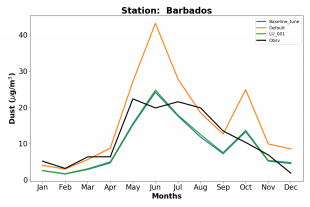 Station: Barbados
Baseline_tune
Default
LU_001
Obsv
Dust (μg/m³)
40
30
20
10
0
Jan Feb Mar Apr May Jun Jul Aug Sep Oct Nov Dec
Months